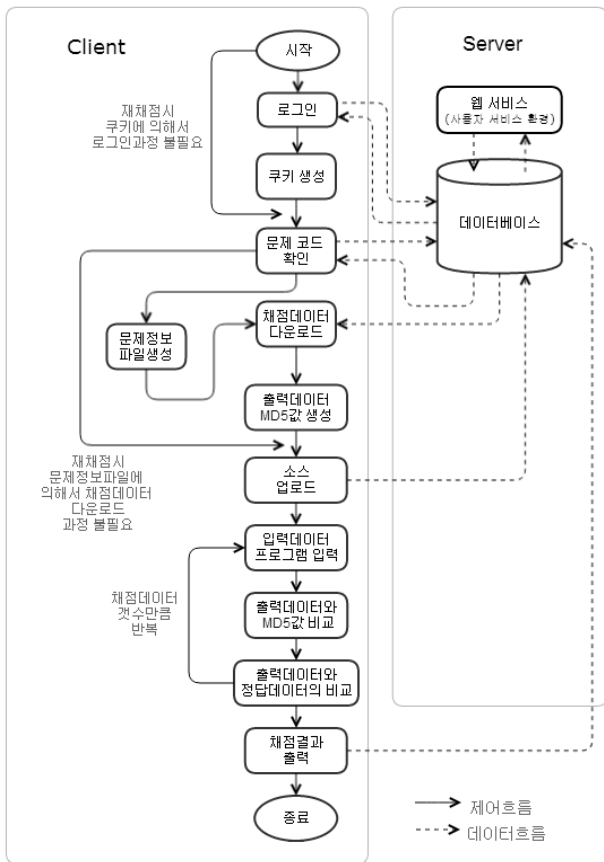 Client
Server
시작
웹 서비스
(사용자 서비스 환경)
재채점시
쿠키에 의해서
로그인과정 불필요
로그인
쿠키 생성
데이터베이스
문제 코드
확인
문제정보
파일생성
채점데이터
다운로드
출력데이터
MD5값 생성
재채점시
문제정보파일에
의해서 채점데이터
다운로드
과정 불필요
소스
업로드
입력데이터
프로그램 입력
채점데이터
갯수만큼
반복
출력데이터와
MD5값 비교
출력데이터와
정답데이터의 비교
채점결과
출력
종료
제어흐름
데이터흐름